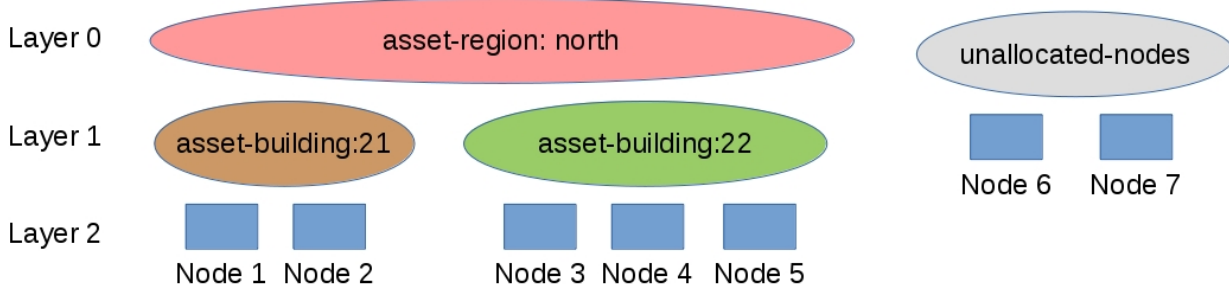 Layer 0
asset-region: north
unallocated-nodes
Layer 1
asset-building:21
asset-building:22
Node 6
Node 7
Layer 2
Node 1
Node 2
Node 3
Node 4
Node 5